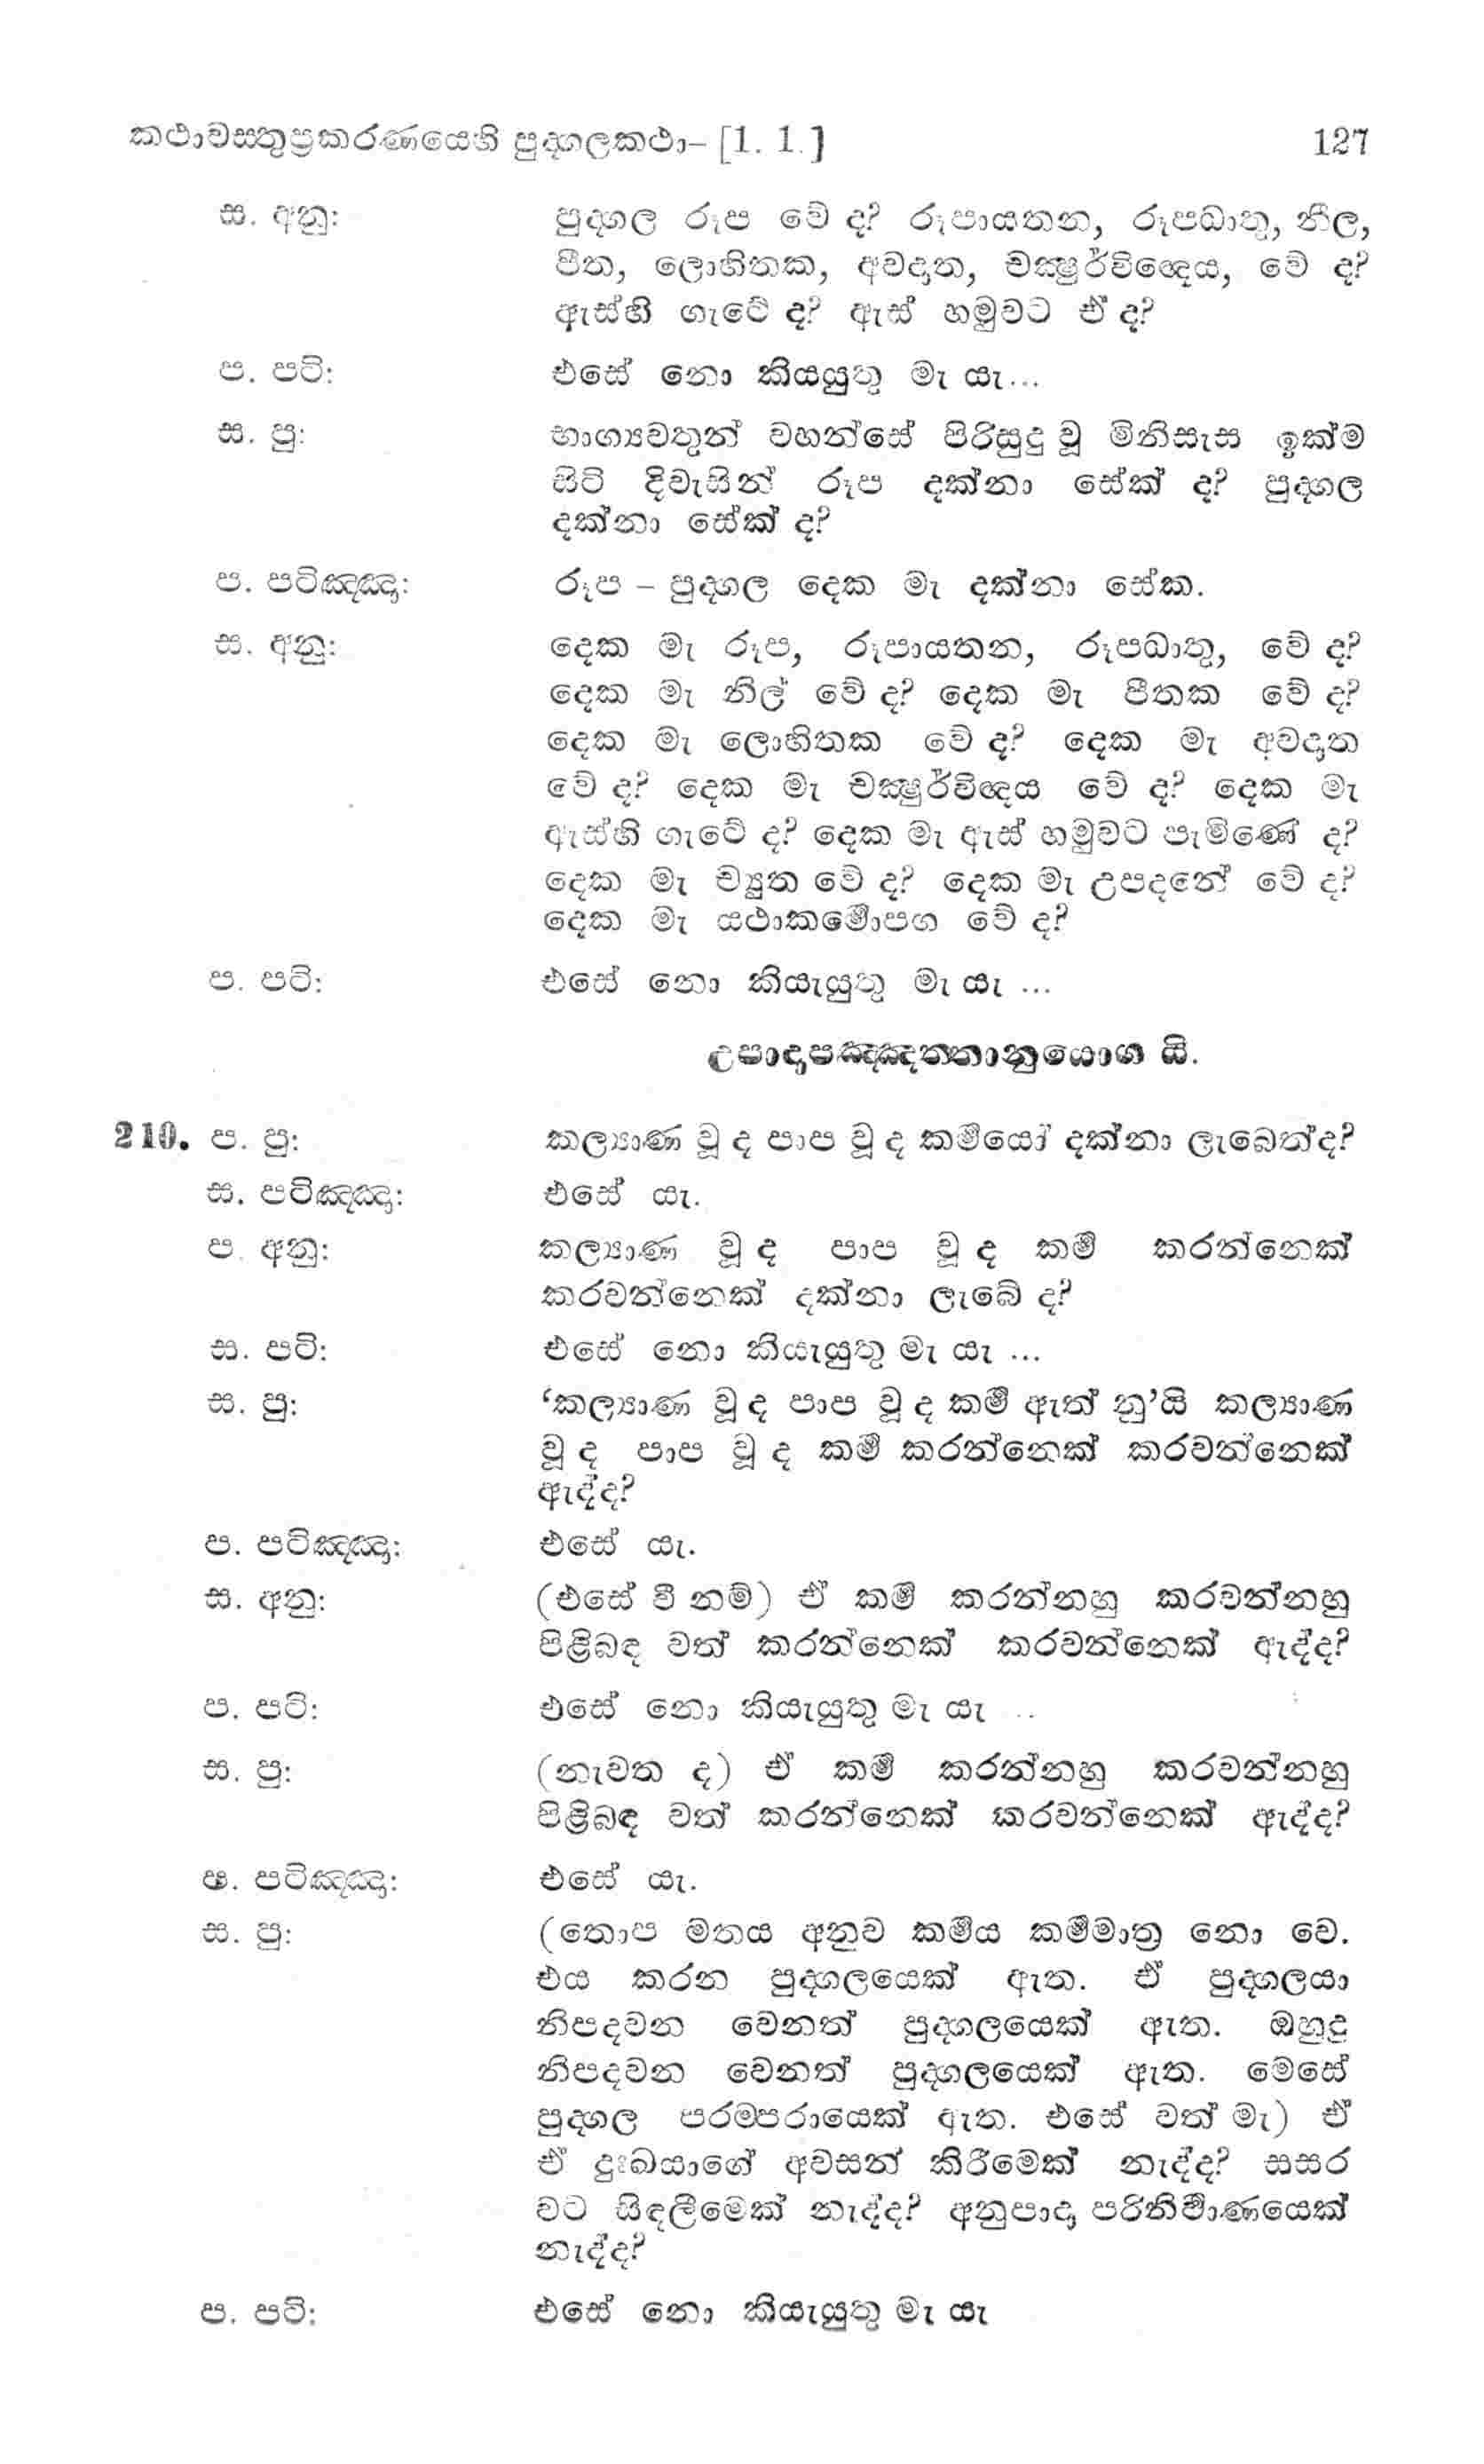 කථාවස්තුප්‍රකරණයෙහි පුද්ගලකථා– [1. 1.] 127
ස. අනු: පුද්ගල රූප වේ ද? රූපායතන, රූපධාතු, නීල,
පීත, ලොහිතක, අවදාත, චක්ෂුර්විඥෙය, වේ ද?
ඇස්හි ගැටේ ද? ඇස් හමුවට ඒ ද?
ප. පටි: එසේ නො කියයුතු මැ යැ...
ස. පු: භාග්‍යවතුන් වහන්සේ පිරිසුදු වූ මිනිසැස ඉක්ම
සිටි දිවැසින් රූප දක්නා සේක් ද? පුද්ගල
දක්නා සේක් ද?
ප. පටිඤ්ඤා: රූප – පුද්ගල දෙක මැ දක්නා සේක.
ස. අනු: දෙක මැ රූප, රූපායතන, රූපධාතු, වේ ද?
දෙක මැ නිල් වේ ද? දෙක මැ පීතක වේ ද?
දෙක මැ ලොහිතක වේ ද? දෙක මැ අවදාත
වේ ද? දෙක මැ චක්ෂුර්විඥය වේ ද? දෙක මැ
ඇස්හි ගැටේ ද? දෙක මැ ඇස් හමුවට පැමිණේ ද?
දෙක මැ ච්‍යුත වේ ද? දෙක මැ උපදනේ වේ ද?
දෙක මැ යථාකර්‍මොපග වේ ද?
ප. පටි: එසේ නො කියැයුතු මැ යැ ...
උපාදාපඤ්ඤත්තානුයොග යි.
210. ප. පු: කල්‍යාණ වූ ද පාප වූ ද කර්‍මයෝ දක්නා ලැබෙත්ද?
ස. පටිඤ්ඤා: එසේ යැ.
ප. අනු: කල්‍යාණ වූ ද පාප වූ ද කර්‍ම කරන්නෙක්
කරවන්නෙක් දක්නා ලැබේ ද?
ස. පටි: එසේ නො කියැයුතු මැ යැ ...
ස. පු: ‘කල්‍යාණ වූ ද පාප වූ ද කර්‍ම ඇත් නු’යි කල්‍යාණ
වූ ද පාප වූ ද කර්‍ම කරන්නෙක් කරවන්නෙක්
ඇද්ද?
ප. පටිඤ්ඤා: එසේ යැ.
ස. අනු: (එසේ වී නම්) ඒ කර්‍ම කරන්නහු කරවන්නහු
පිළිබඳ වත් කරන්නෙක් කරවන්නෙක් ඇද්ද?
ප. පටි: එසේ නො කියැයුතු මැ යැ ..
ස. පු: (නැවත ද) ඒ කර්‍ම කරන්නහු කරවන්නහු
පිළිබඳ වත් කරන්නෙක් කරවන්නෙක් ඇද්ද?
ප. පටිඤ්ඤා: එසේ යැ.
ස. පු: (තොප මතය අනුව කර්‍මය කර්‍මමාත්‍ර නො වෙ.
එය කරන පුද්ගලයෙක් ඇත. ඒ පුද්ගලයා
නිපදවන වෙනත් පුද්ගලයෙක් ඇත. ඔහුදු
නිපදවන වෙනත් පුද්ගලයෙක් ඇත. මෙසේ
පුද්ගල පරම්පරායෙක් ඇත. එසේ වත් මැ) ඒ
ඒ දුඃඛයාගේ අවසන් කිරීමෙක් නැද්ද? සසර
වට සිඳලීමෙක් නැද්ද? අනුපාදා පරිනිර්‍වාණයෙක්
නැද්ද?
ප. පටි: එසේ නො කියැයුතු මැ යැ